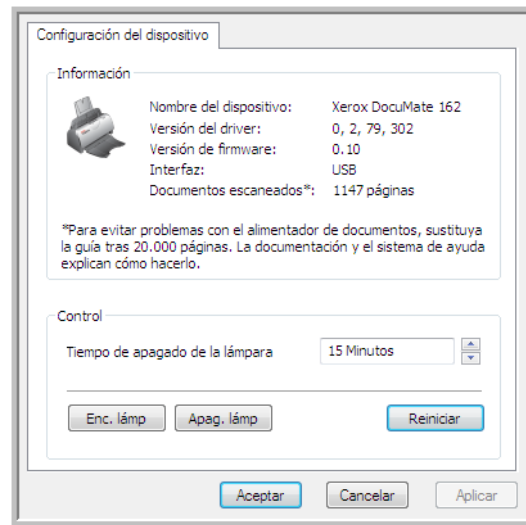 Configuración del dispositivo
Información
Nombre del dispositivo: Xerox DocuMate 162
Versión del driver: 0, 2, 79, 302
Versión de firmware: 0.10
Interfaz: USB
Documentos escaneados*: 1147 páginas
*Para evitar problemas con el alimentador de documentos, sustituya
la guía tras 20.000 páginas. La documentación y el sistema de ayuda
explican cómo hacerlo.
Control
Tiempo de apagado de la lámpara 15 Minutos
Enc. lámp Apag. lámp Reiniciar
Aceptar Cancelar Aplicar